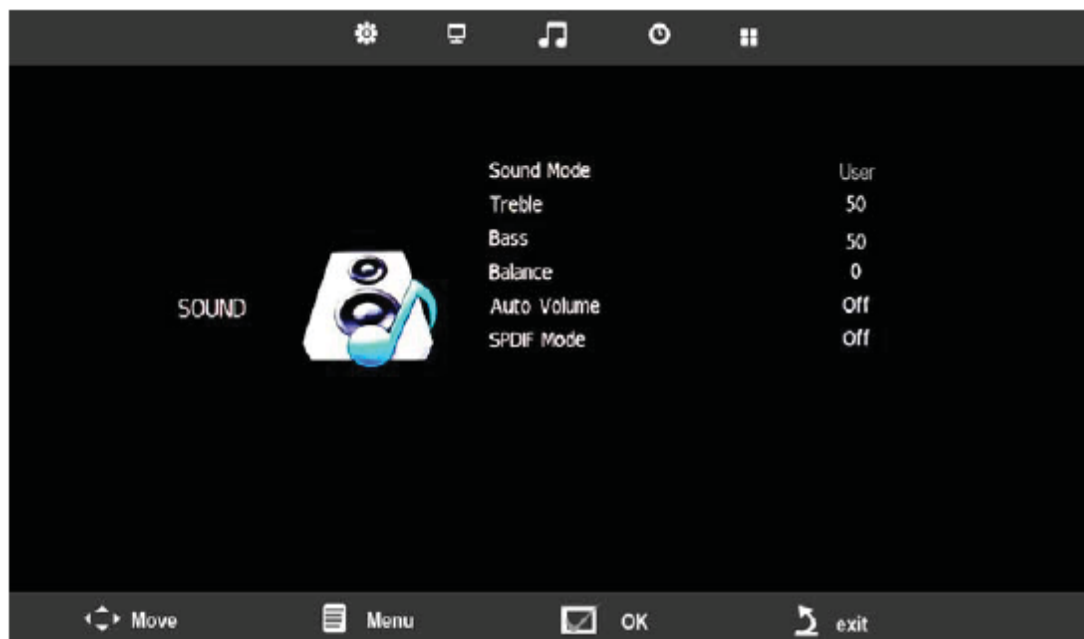 Sound Mode User
Treble 50
Bass 50
Balance 0
SOUND
Auto Volume Off
SPDIF Mode Off
Move Menu OK exit